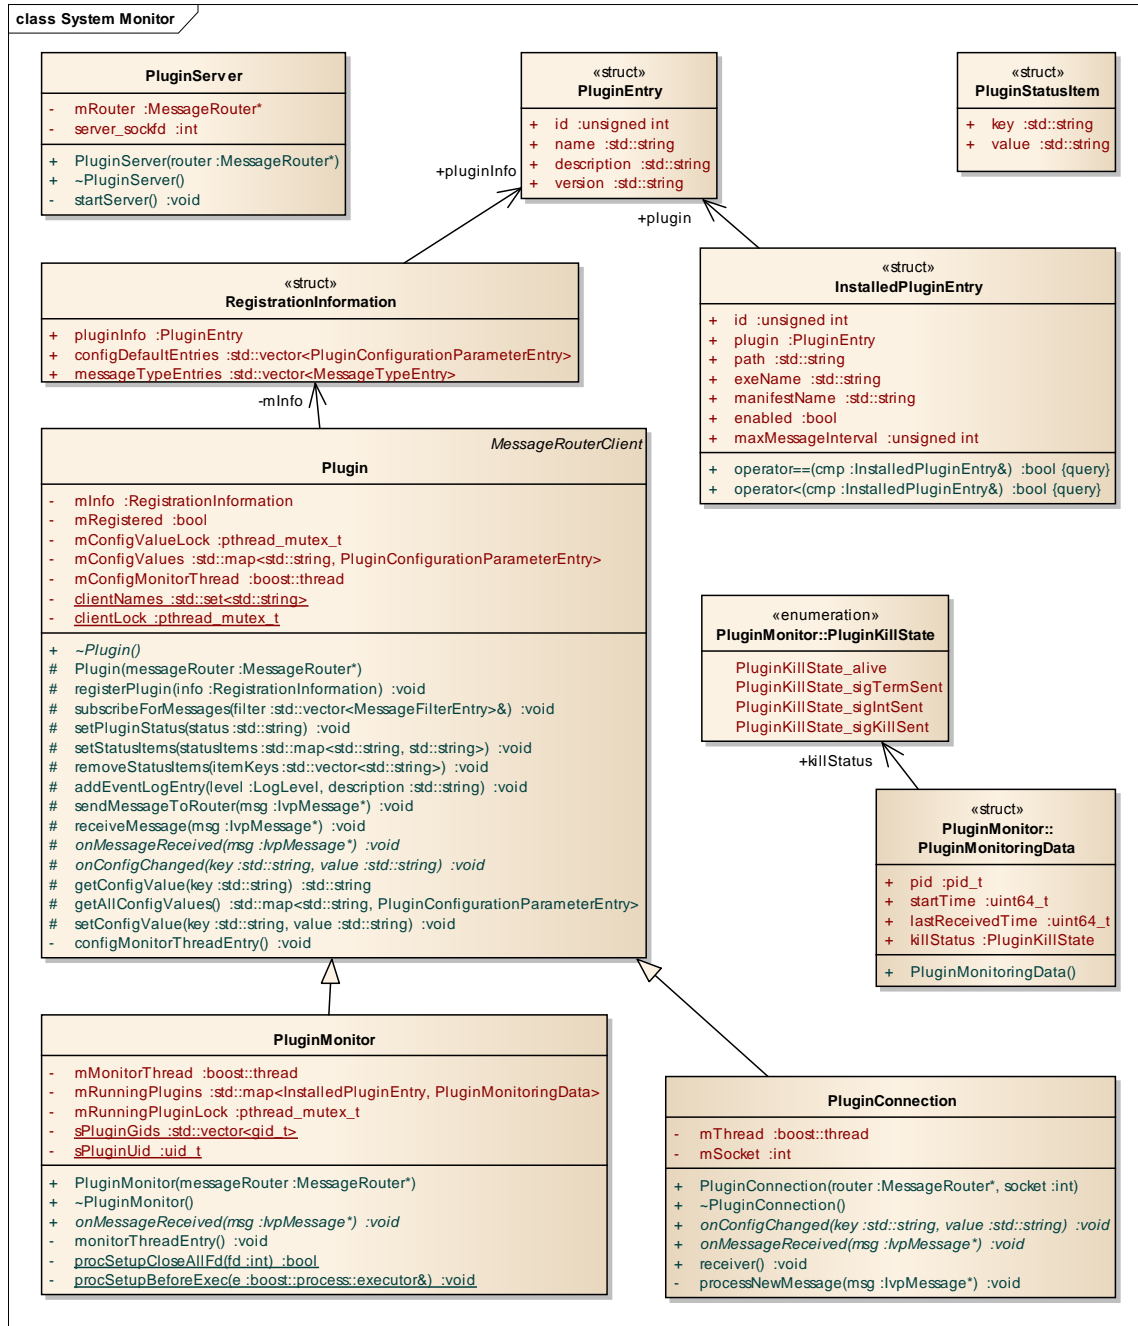 class System Monitor
PluginServer
- mRouter :MessageRouter*
- server_sockfd :int
+ PluginServer(router :MessageRouter*)
+ ~PluginServer()
- startServer() :void
«struct»
PluginEntry
+ id :unsigned int
+ name :std::string
+ description :std::string
+ version :std::string
«struct»
PluginStatusItem
+ key :std::string
+ value :std::string
+pluginInfo
+plugin
«struct»
RegistrationInformation
+ pluginInfo :PluginEntry
+ configDefaultEntries :std::vector<PluginConfigurationParameterEntry>
+ messageTypeEntries :std::vector<MessageTypeEntry>
«struct»
InstalledPluginEntry
+ id :unsigned int
+ plugin :PluginEntry
+ path :std::string
+ exeName :std::string
+ manifestName :std::string
+ enabled :bool
+ maxMessageInterval :unsigned int
+ operator==(cmp :InstalledPluginEntry&) :bool {query}
+ operator<(cmp :InstalledPluginEntry&) :bool {query}
-mInfo
MessageRouterClient
Plugin
- mInfo :RegistrationInformation
- mRegistered :bool
- mConfigValueLock :pthread_mutex_t
- mConfigValues :std::map<std::string, PluginConfigurationParameterEntry>
- mConfigMonitorThread :boost::thread
- clientNames :std::set<std::string>
- clientLock :pthread_mutex_t
+ ~Plugin()
# Plugin(messageRouter :MessageRouter*)
# registerPlugin(info :RegistrationInformation) :void
# subscribeForMessages(filter :std::vector<MessageFilterEntry>&) :void
# setPluginStatus(status :std::string) :void
# setStatusItems(statusItems :std::map<std::string, std::string>) :void
# removeStatusItems(itemKeys :std::vector<std::string>) :void
# addEventLogEntry(level :LogLevel, description :std::string) :void
# sendMessageToRouter(msg :IvpMessage*) :void
# receiveMessage(msg :IvpMessage*) :void
# onMessageReceived(msg :IvpMessage*) :void
# onConfigChanged(key :std::string, value :std::string) :void
# getConfigValue(key :std::string) :std::string
# getAllConfigValues() :std::map<std::string, PluginConfigurationParameterEntry>
# setConfigValue(key :std::string, value :std::string) :void
- configMonitorThreadEntry() :void
«enumeration»
PluginMonitor::PluginKillState
PluginKillState_alive
PluginKillState_sigTermSent
PluginKillState_sigIntSent
PluginKillState_sigKillSent
+killStatus
«struct»
PluginMonitor::
PluginMonitoringData
+ pid :pid_t
+ startTime :uint64_t
+ lastReceivedTime :uint64_t
+ killStatus :PluginKillState
+ PluginMonitoringData()
PluginMonitor
- mMonitorThread :boost::thread
- mRunningPlugins :std::map<InstalledPluginEntry, PluginMonitoringData>
- mRunningPluginLock :pthread_mutex_t
- sPluginGids :std::vector<gid_t>
- sPluginUid :uid_t
+ PluginMonitor(messageRouter :MessageRouter*)
+ ~PluginMonitor()
+ onMessageReceived(msg :IvpMessage*) :void
- monitorThreadEntry() :void
- procSetupCloseAllFd(fd :int) :bool
- procSetupBeforeExec(e :boost::process::executor&) :void
PluginConnection
- mThread :boost::thread
- mSocket :int
+ PluginConnection(router :MessageRouter*, socket :int)
+ ~PluginConnection()
+ onConfigChanged(key :std::string, value :std::string) :void
+ onMessageReceived(msg :IvpMessage*) :void
+ receiver() :void
- processNewMessage(msg :IvpMessage*) :void